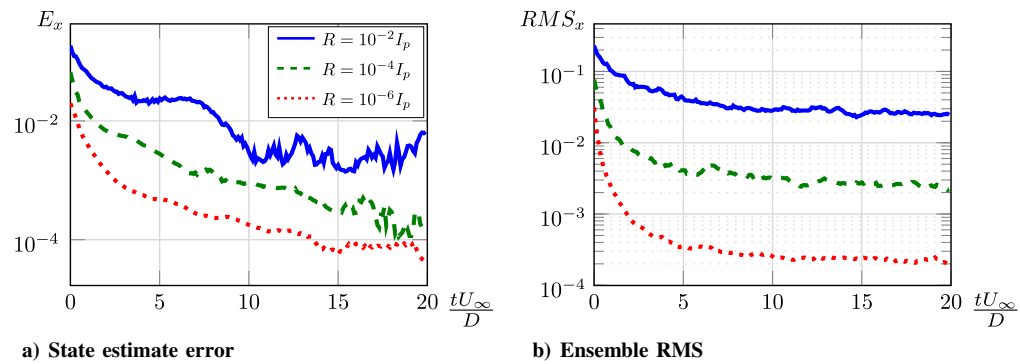 E_x
10^{-2}
10^{-4}
R = 10^{-2}I_p
R = 10^{-4}I_p
R = 10^{-6}I_p
0 5 10 15 20
tU_∞/D
a) State estimate error
RMS_x
10^{-1}
10^{-2}
10^{-3}
10^{-4}
0 5 10 15 20
tU_∞/D
b) Ensemble RMS